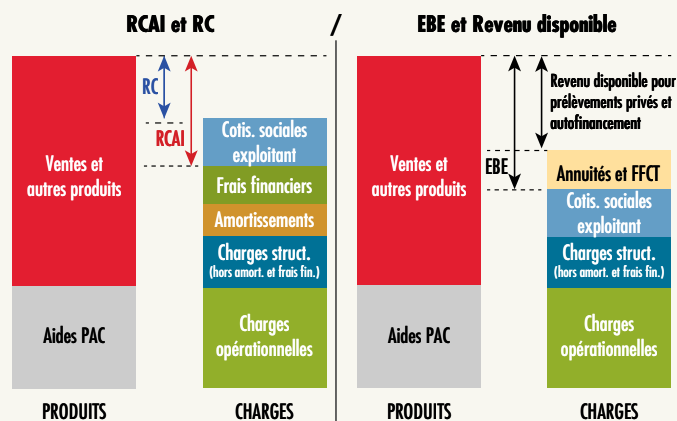 RCAI et RC
/
EBE et Revenu disponible
RC
RCAI
Ventes et
autres produits
Aides PAC
Cotis. sociales
exploitant
Frais financiers
Amortissements
Charges struct.
(hors amort. et frais fin.)
Charges
opérationnelles
PRODUITS
CHARGES
Ventes et
autres produits
Aides PAC
EBE
Revenu disponible pour
prélèvements privés et
autofinancement
Annuités et FFCT
Cotis. sociales
exploitant
Charges struct.
(hors amort. et frais fin.)
Charges
opérationnelles
PRODUITS
CHARGES